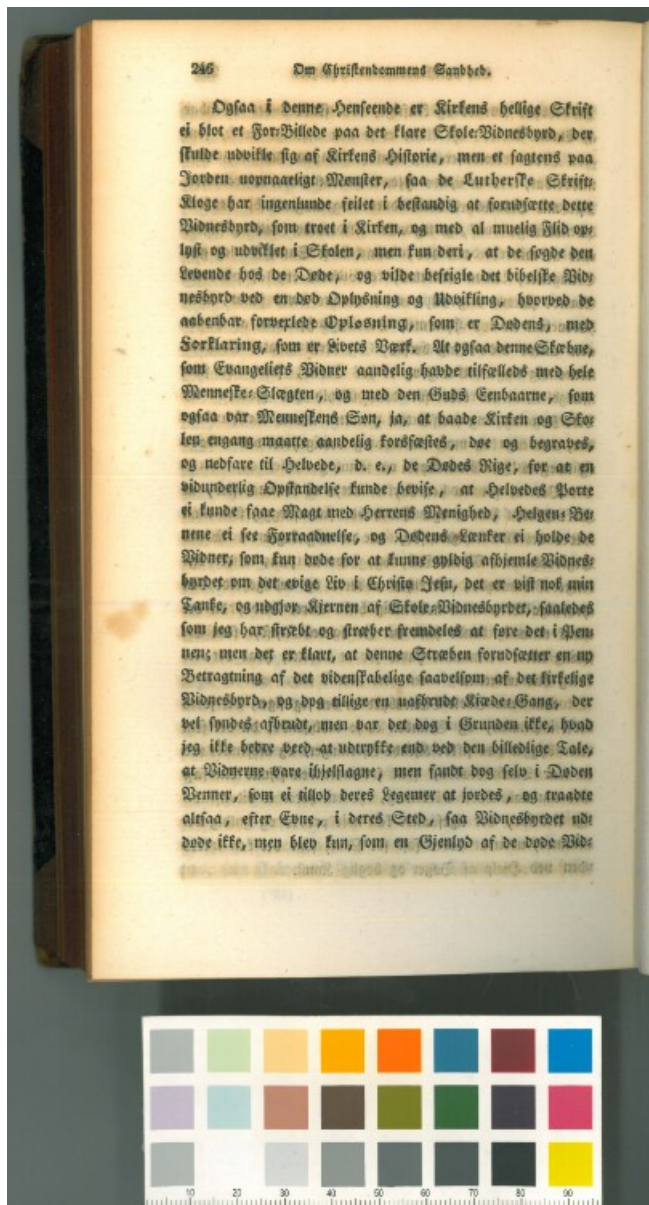 246
Om Christendommens Sandhed.
Ogsaa i denne Henseende er Kirkens hellige Skrift
ei blot et For-Billede paa det klare Skole-Vidnesbyrd, der
skulde udvikle sig af Kirkens Historie, men et sagtens paa
Jorden uopnaaeligt Mønster, saa de Lutherske Skrift-
Kloge har ingenlunde feilet i bestandig at forudsætte dette
Vidnesbyrd, som troet i Kirken, og med al muelig Flid op-
lyst og udviklet i Skolen, men kun deri, at de søgde den
Levende hos de Døde, og vilde beseigle det bibelske Vid-
nesbyrd ved en død Oplysning og Udvikling, hvorved de
aabenbar forvexlede Opløsning, som er Dødens, med
Forklaring, som er Livets Værk. At ogsaa denne Skæbne,
som Evangeliets Vidner aandelig havde tilfælleds med hele
Menneske-Slægten, og med den Guds Eenbaarne, som
ogsaa var Menneskens Søn, ja, at baade Kirken og Sko-
len engang maatte aandelig korsfæstes, døe og begraves,
og nedfare til Helvede, d. e., de Dødes Rige, for at en
vidunderlig Opstandelse kunde bevise, at Helvedes Porte
ei kunde faae Magt med Herrens Menighed, Helgen-Be-
nene ei see Forraadnelse, og Dødens Lænker ei holde de
Vidner, som kun døde for at kunne gyldig afhjemle Vidnes-
byrdet om det evige Liv i Christo Jesu, det er vist nok min
Tanke, og udgjør Kjernen af Skole-Vidnesbyrdet, saaledes
som jeg har stræbt og stræber fremdeles at føre det i Pen-
nen; men det er klart, at denne Stræben forudsætter en ny
Betragtning af det videnskabelige saavelsom af det kirkelige
Vidnesbyrd, og dog tillige en uafbrudt Kiæde-Gang, der
vel syndes afbrudt, men var det dog i Grunden ikke, hvad
jeg ikke bedre veed at udtrykke end ved den billedlige Tale,
at Vidnerne vare ihjelslagne, men fandt dog selv i Døden
Venner, som ei tillod deres Legemer at jordes, og traadte
altsaa, efter Evne, i deres Sted, saa Vidnesbyrdet ud-
døde ikke, men blev kun, som en Gjenlyd af de døde Vid-
10 20 30 40 50 60 70 80 90